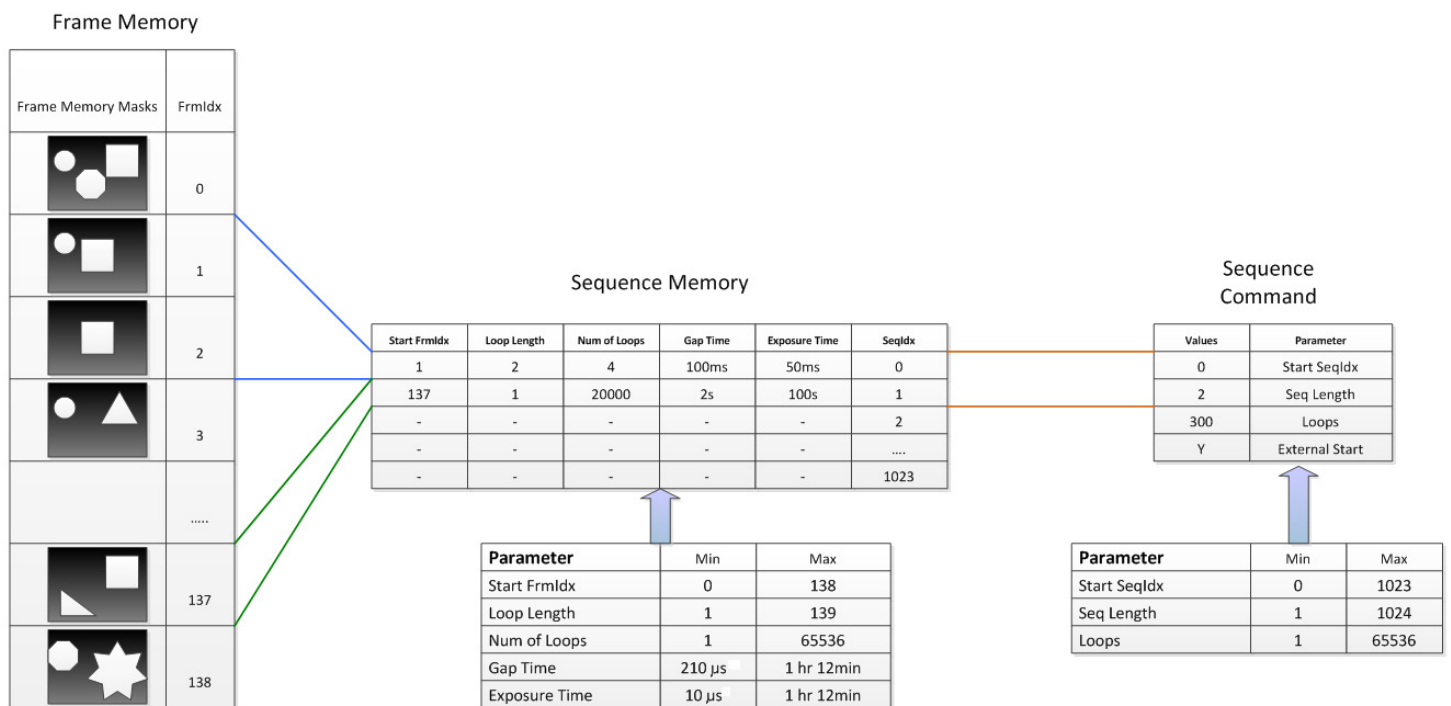 Frame Memory
Frame Memory Masks FrmIdx
0
1
2
3
.....
137
138
Sequence Memory
Start FrmIdx Loop Length Num of Loops Gap Time Exposure Time SeqIdx
1 2 4 100ms 50ms 0
137 1 20000 2s 100s 1
- - - - - 2
- - - - - ....
- - - - - 1023
Parameter Min Max
Start FrmIdx 0 138
Loop Length 1 139
Num of Loops 1 65536
Gap Time 210 µs 1 hr 12min
Exposure Time 10 µs 1 hr 12min
Sequence
Command
Values Parameter
0 Start SeqIdx
2 Seq Length
300 Loops
Y External Start
Parameter Min Max
Start SeqIdx 0 1023
Seq Length 1 1024
Loops 1 65536